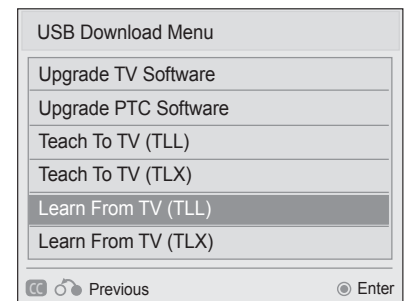 USB Download Menu
Upgrade TV Software
Upgrade PTC Software
Teach To TV (TLL)
Teach To TV (TLX)
Learn From TV (TLL)
Learn From TV (TLX)
CC Previous Enter